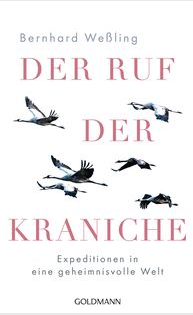 Bernhard Weßling
DER RUF
DER
KRANICHE
Expeditionen in
eine geheimnisvolle Welt
GOLDMANN